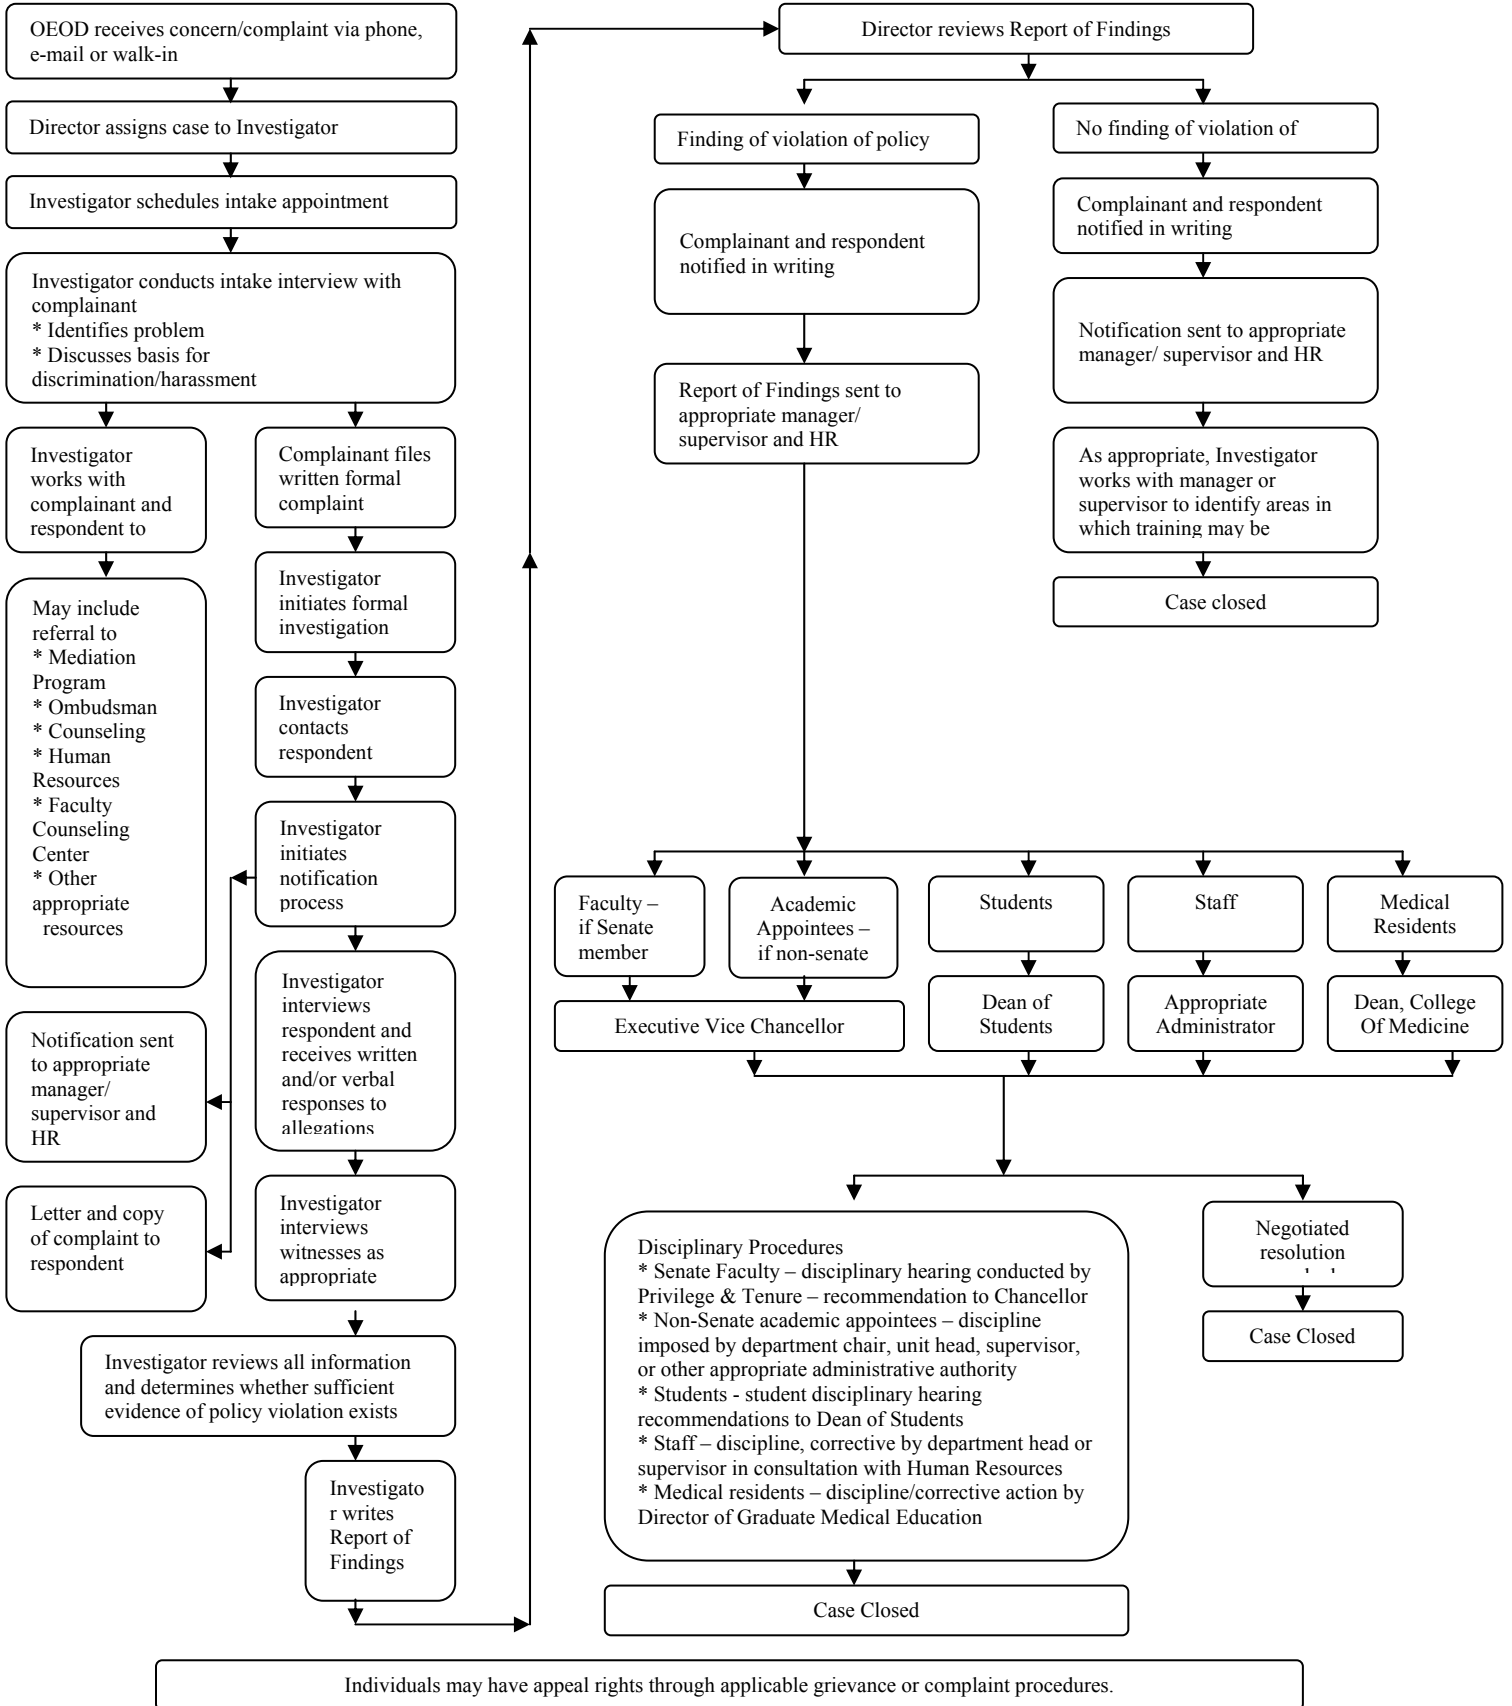 OEOD receives concern/complaint via phone,
e-mail or walk-in
Director assigns case to Investigator
Investigator schedules intake appointment
Investigator conducts intake interview with
complainant
* Identifies problem
* Discusses basis for
discrimination/harassment
Investigator
works with
complainant and
respondent to
May include
referral to
* Mediation
Program
* Ombudsman
* Counseling
* Human
Resources
* Faculty
Counseling
Center
* Other
appropriate
resources
Complainant files
written formal
complaint
Investigator
initiates formal
investigation
Investigator
contacts
respondent
Investigator
initiates
notification
process
Notification sent
to appropriate
manager/
supervisor and
HR
Letter and copy
of complaint to
respondent
Investigator
interviews
respondent and
receives written
and/or verbal
responses to
allegations
Investigator
interviews
witnesses as
appropriate
Investigator reviews all information
and determines whether sufficient
evidence of policy violation exists
Investigato
r writes
Report of
Findings
Director reviews Report of Findings
Finding of violation of policy
Complainant and respondent
notified in writing
Report of Findings sent to
appropriate manager/
supervisor and HR
No finding of violation of
Complainant and respondent
notified in writing
Notification sent to appropriate
manager/ supervisor and HR
As appropriate, Investigator
works with manager or
supervisor to identify areas in
which training may be
Case closed
Faculty –
if Senate
member
Academic
Appointees –
if non-senate
Students
Staff
Medical
Residents
Executive Vice Chancellor
Dean of
Students
Appropriate
Administrator
Dean, College
Of Medicine
Disciplinary Procedures
* Senate Faculty – disciplinary hearing conducted by
Privilege & Tenure – recommendation to Chancellor
* Non-Senate academic appointees – discipline
imposed by department chair, unit head, supervisor,
or other appropriate administrative authority
* Students - student disciplinary hearing
recommendations to Dean of Students
* Staff – discipline, corrective by department head or
supervisor in consultation with Human Resources
* Medical residents – discipline/corrective action by
Director of Graduate Medical Education
Case Closed
Negotiated
resolution
Case Closed
Individuals may have appeal rights through applicable grievance or complaint procedures.